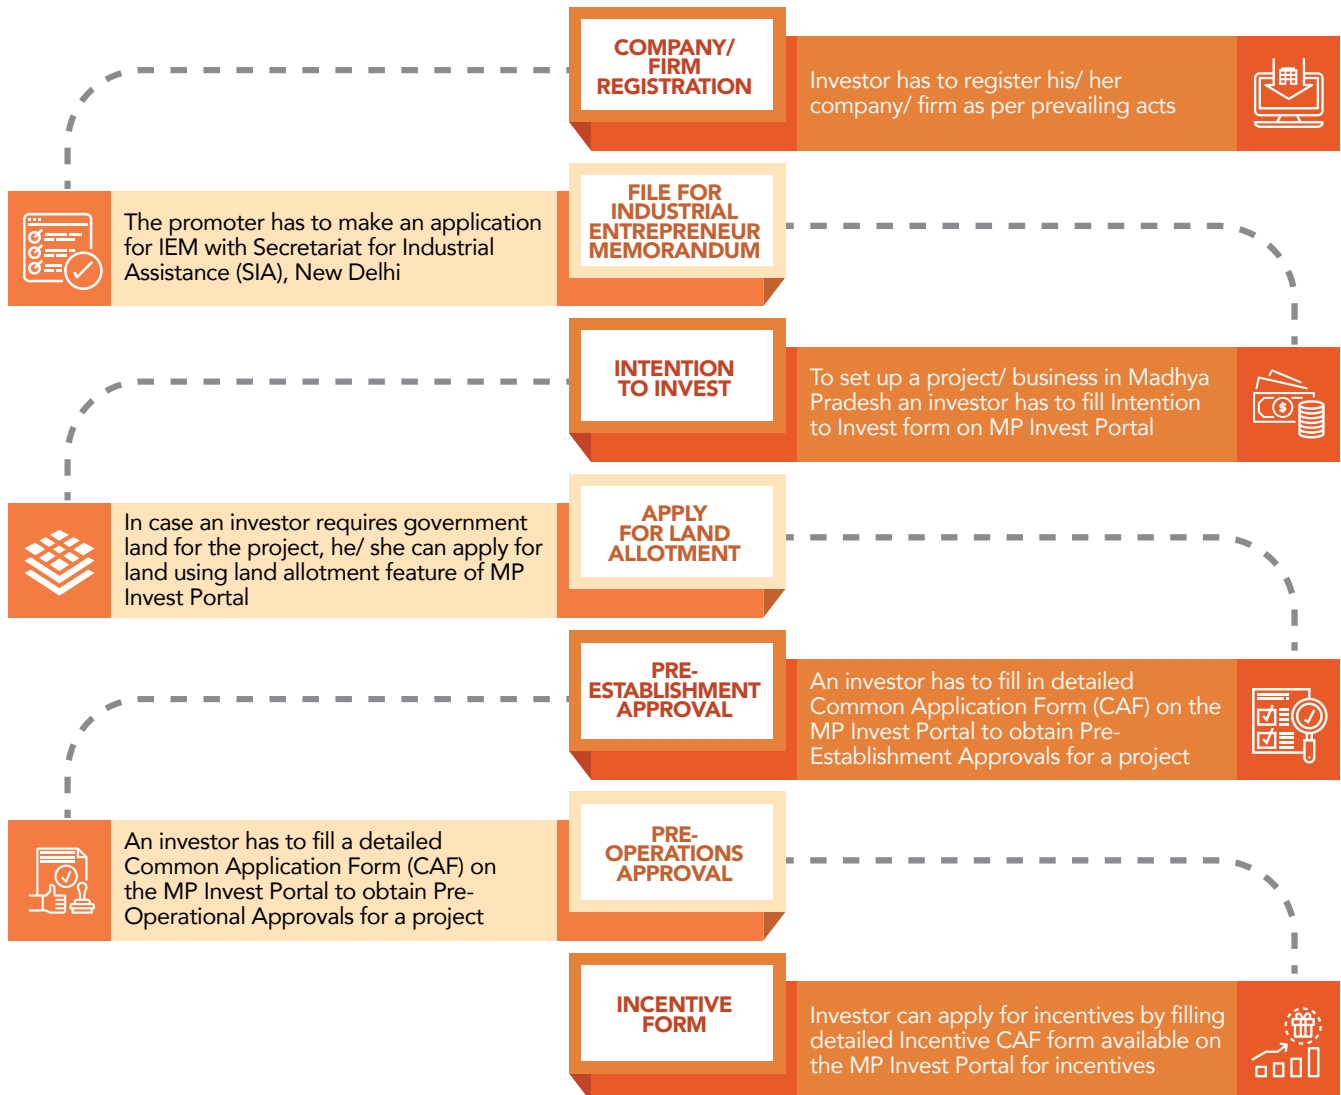 COMPANY/
FIRM
REGISTRATION
Investor has to register his/ her
company/ firm as per prevailing acts
FILE FOR
INDUSTRIAL
ENTREPRENEUR
MEMORANDUM
The promoter has to make an application
for IEM with Secretariat for Industrial
Assistance (SIA), New Delhi
INTENTION
TO INVEST
To set up a project/ business in Madhya
Pradesh an investor has to fill Intention
to Invest form on MP Invest Portal
APPLY
FOR LAND
ALLOTMENT
In case an investor requires government
land for the project, he/ she can apply for
land using land allotment feature of MP
Invest Portal
PRE-
ESTABLISHMENT
APPROVAL
An investor has to fill in detailed
Common Application Form (CAF) on the
MP Invest Portal to obtain Pre-
Establishment Approvals for a project
PRE-
OPERATIONS
APPROVAL
An investor has to fill a detailed
Common Application Form (CAF) on
the MP Invest Portal to obtain Pre-
Operational Approvals for a project
INCENTIVE
FORM
Investor can apply for incentives by filling
detailed Incentive CAF form available on
the MP Invest Portal for incentives